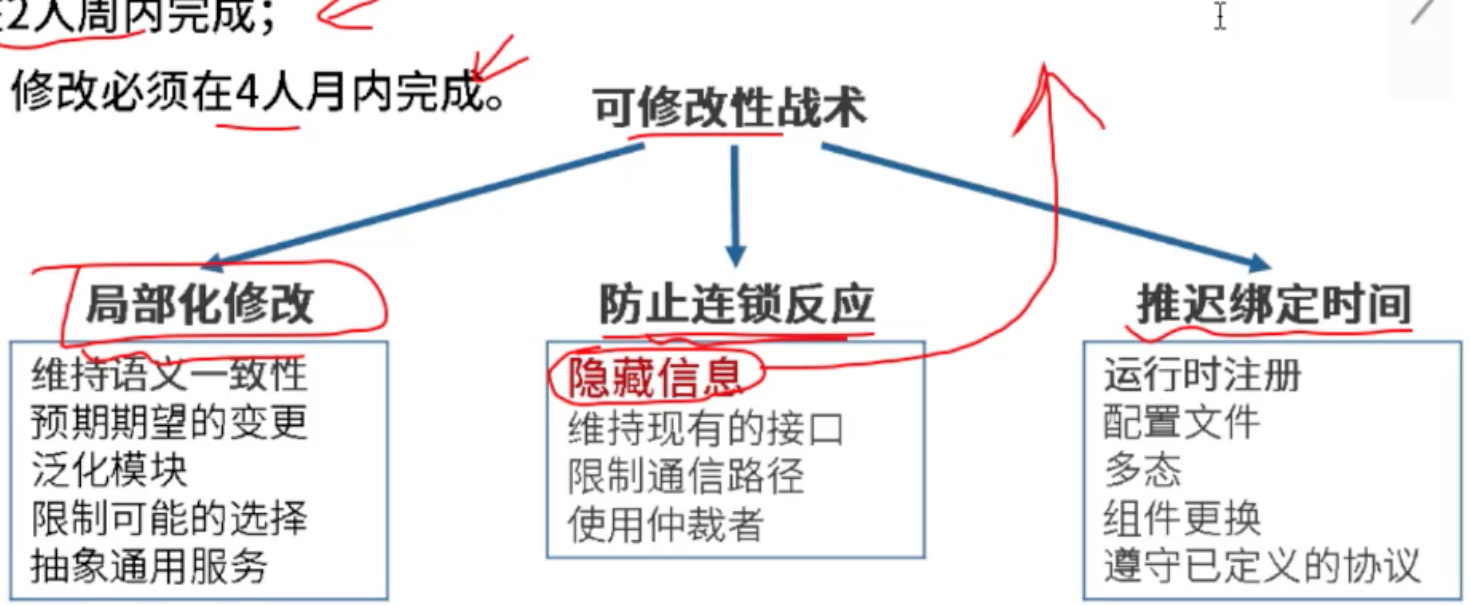 2人周内完成；
修改必须在4人月内完成。
可修改性战术
局部化修改
维持语义一致性
预期期望的变更
泛化模块
限制可能的选择
抽象通用服务
防止连锁反应
隐藏信息
维持现有的接口
限制通信路径
使用仲裁者
推迟绑定时间
运行时注册
配置文件
多态
组件更换
遵守已定义的协议